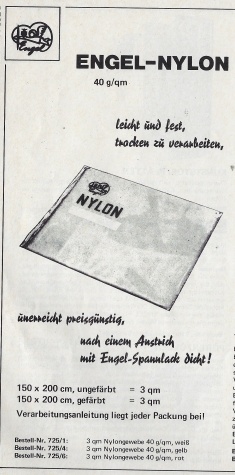 Engel
ENGEL-NYLON
40 g/qm
leicht und fest,
trocken zu verarbeiten,
NYLON
unerreicht preisgünstig,
nach einem Anstrich
mit Engel-Spannlack dicht!
150 x 200 cm, ungefärbt = 3 qm
150 x 200 cm, gefärbt = 3 qm
Verarbeitungsanleitung liegt jeder Packung bei!
Bestell-Nr. 725/1: 3 qm Nylongewebe 40 g/qm, weiß
Bestell-Nr. 725/4: 3 qm Nylongewebe 40 g/qm, gelb
Bestell-Nr. 725/6: 3 qm Nylongewebe 40 g/qm, rot